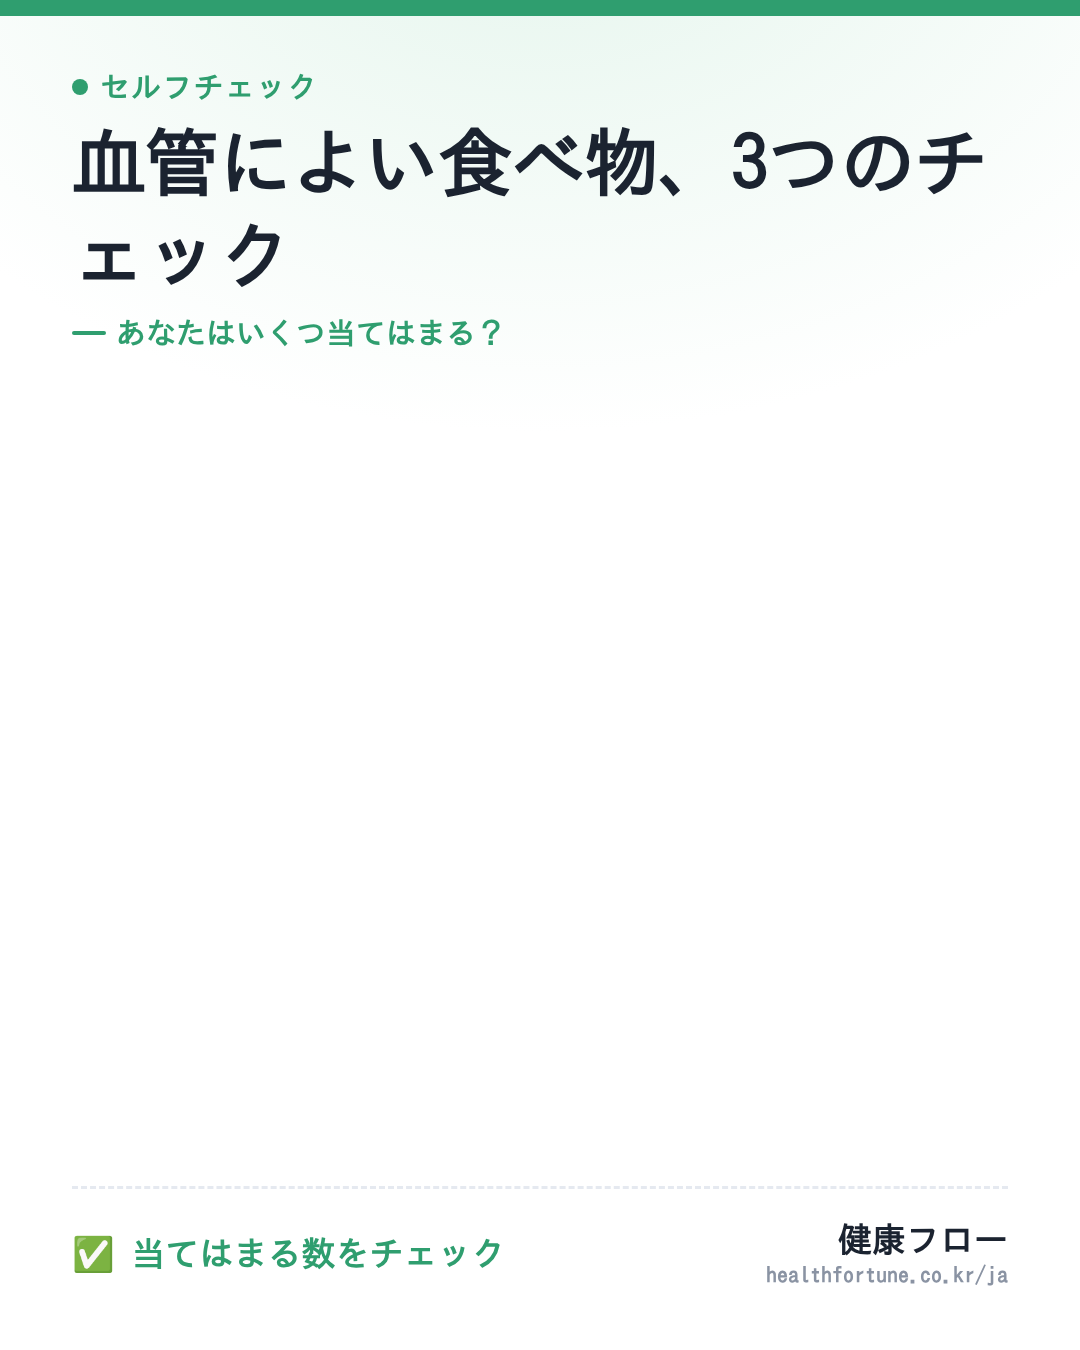 セルフチェック
血管によい食べ物、3つのチ
ェック
— あなたはいくつ当てはまる？
✅ 当てはまる数をチェック
健康フロー
healthfortune.co.kr/ja